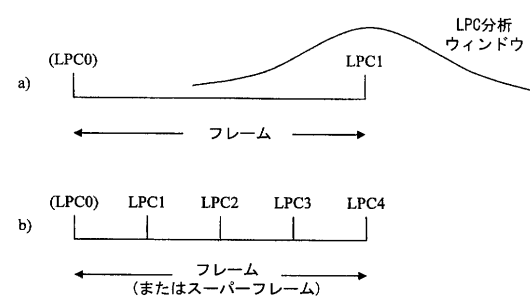 LPC分析
ウィンドウ
(LPC0)
LPC1
a)
フレーム
(LPC0) LPC1 LPC2 LPC3 LPC4
b)
フレーム
(またはスーパーフレーム)